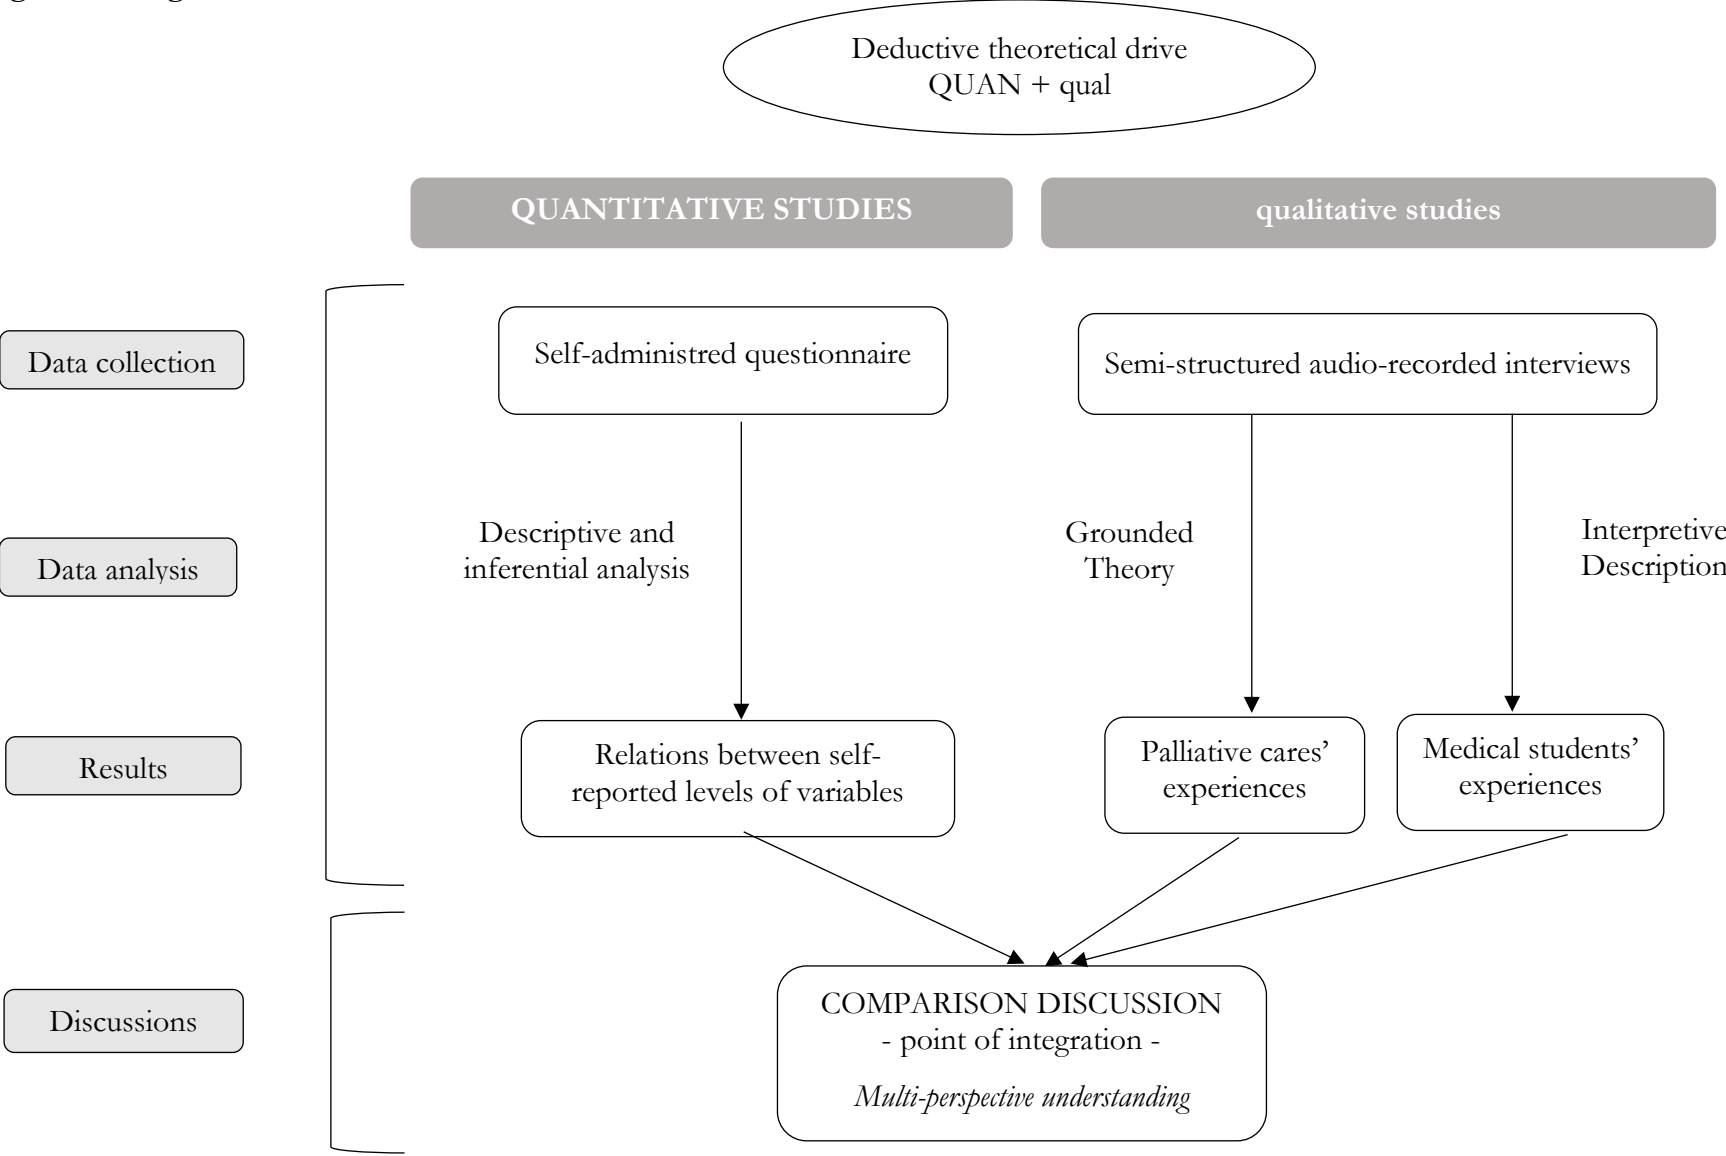 Deductive theoretical drive
QUAN + qual
QUANTITATIVE STUDIES
qualitative studies
Data collection
Self-administred questionnaire
Semi-structured audio-recorded interviews
Data analysis
Descriptive and
inferential analysis
Grounded
Theory
Interpretive
Description
Results
Relations between self-
reported levels of variables
Palliative cares’
experiences
Medical students’
experiences
Discussions
COMPARISON DISCUSSION
- point of integration -
Multi-perspective understanding